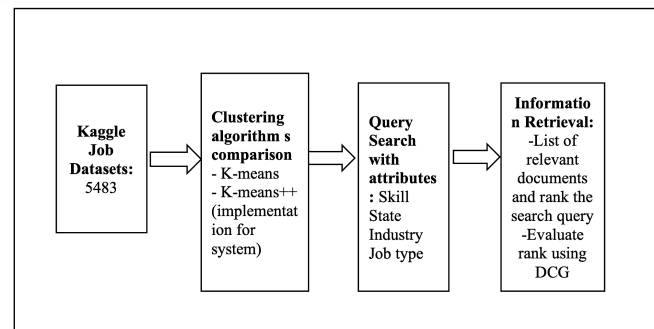 Kaggle
Job
Datasets:
5483
Clustering
algorithm s
comparison
- K-means
- K-means++
(implementat
ion for
system)
Query
Search
with
attributes
: Skill
State
Industry
Job type
Informatio
n Retrieval:
-List of
relevant
documents
and rank the
search query
-Evaluate
rank using
DCG